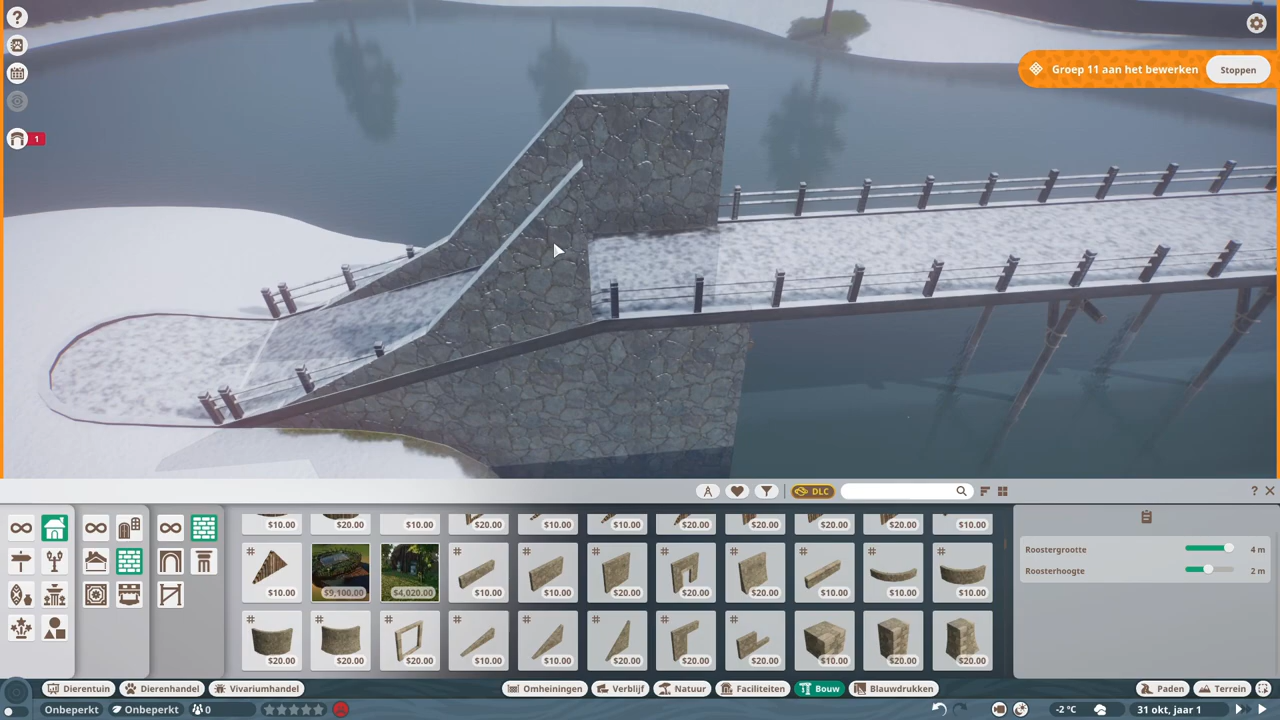 ?
Groep 11 aan het bewerken
Stoppen
1
DLC
? ×
$10.00 $20.00 $10.00 $20.00 $10.00 $20.00 $20.00 $10.00
$10.00 $9,100.00 $4,020.00 $10.00 $10.00 $20.00 $20.00 $20.00 $10.00 $10.00 $10.00
$20.00 $20.00 $20.00 $10.00 $10.00 $20.00 $20.00 $20.00 $10.00 $20.00 $20.00
Roostergrootte 4 m
Roosterhoogte 2 m
Dierentuin Dierenhandel Vivariumhandel Omheiningen Verblijf Natuur Faciliteiten Bouw Blauwdrukken Paden Terrein
Onbeperkt Onbeperkt 0 -2 °C 31 okt, jaar 1